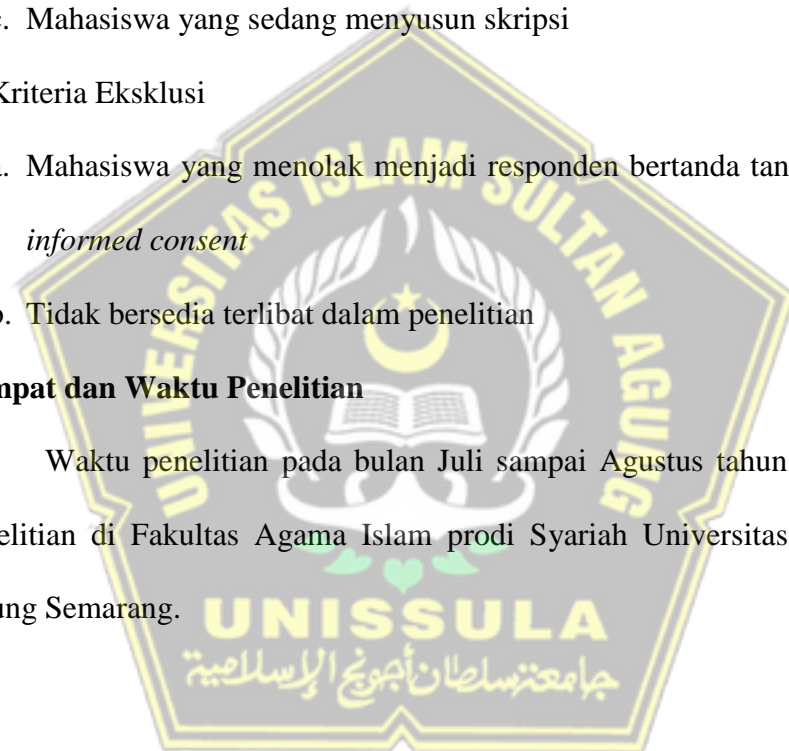 c. Mahasiswa yang sedang menyusun skripsi
Kriteria Eksklusi
a. Mahasiswa yang menolak menjadi responden bertanda tan
informed consent
b. Tidak bersedia terlibat dalam penelitian
mpat dan Waktu Penelitian
Waktu penelitian pada bulan Juli sampai Agustus tahun
elitian di Fakultas Agama Islam prodi Syariah Universitas
ung Semarang.
UNIVERSITAS ISLAM SULTAN AGUNG
UNISSULA
جامعة سلطان أجونج الإسلامية